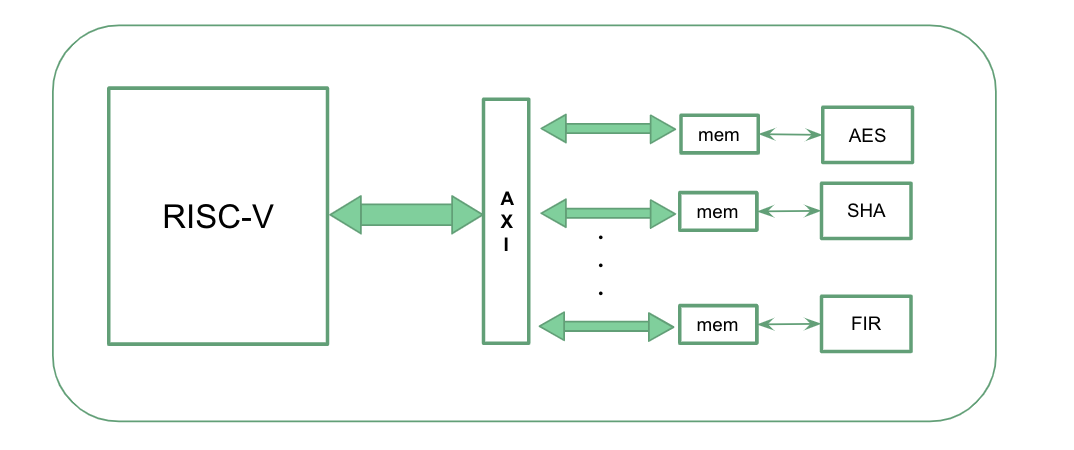 RISC-V
A
X
I
mem
AES
mem
SHA
.
.
.
mem
FIR